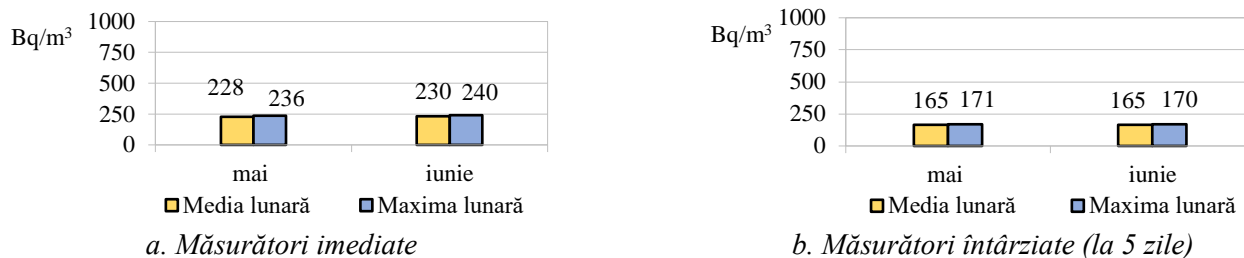 Bq/m³
1000
750
500
250
0
228 236 230 240
mai iunie
Media lunară Maxima lunară
a. Măsurători imediate
Bq/m³
1000
750
500
250
0
165 171 165 170
mai iunie
Media lunară Maxima lunară
b. Măsurători întârziate (la 5 zile)